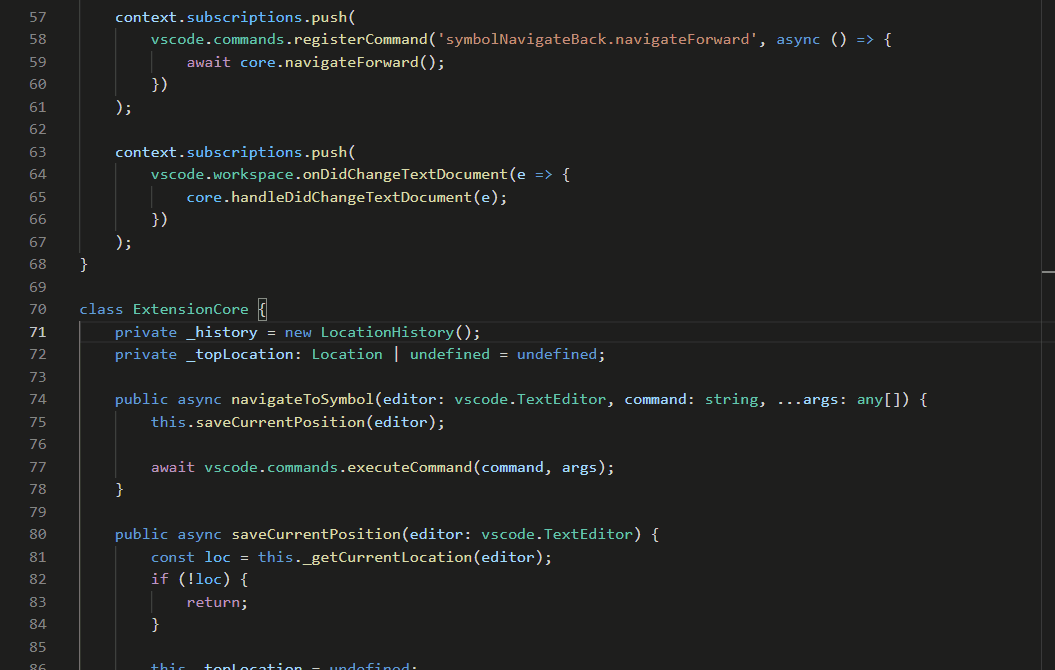 57 context.subscriptions.push(
58 vscode.commands.registerCommand('symbolNavigateBack.navigateForward', async () => {
59 await core.navigateForward();
60 })
61 );
62
63 context.subscriptions.push(
64 vscode.workspace.onDidChangeTextDocument(e => {
65 core.handleDidChangeTextDocument(e);
66 })
67 );
68 }
69
70 class ExtensionCore {
71 private _history = new LocationHistory();
72 private _topLocation: Location | undefined = undefined;
73
74 public async navigateToSymbol(editor: vscode.TextEditor, command: string, ...args: any[]) {
75 this.saveCurrentPosition(editor);
76
77 await vscode.commands.executeCommand(command, args);
78 }
79
80 public async saveCurrentPosition(editor: vscode.TextEditor) {
81 const loc = this._getCurrentLocation(editor);
82 if (!loc) {
83 return;
84 }
85
86 this._topLocation = undefined;